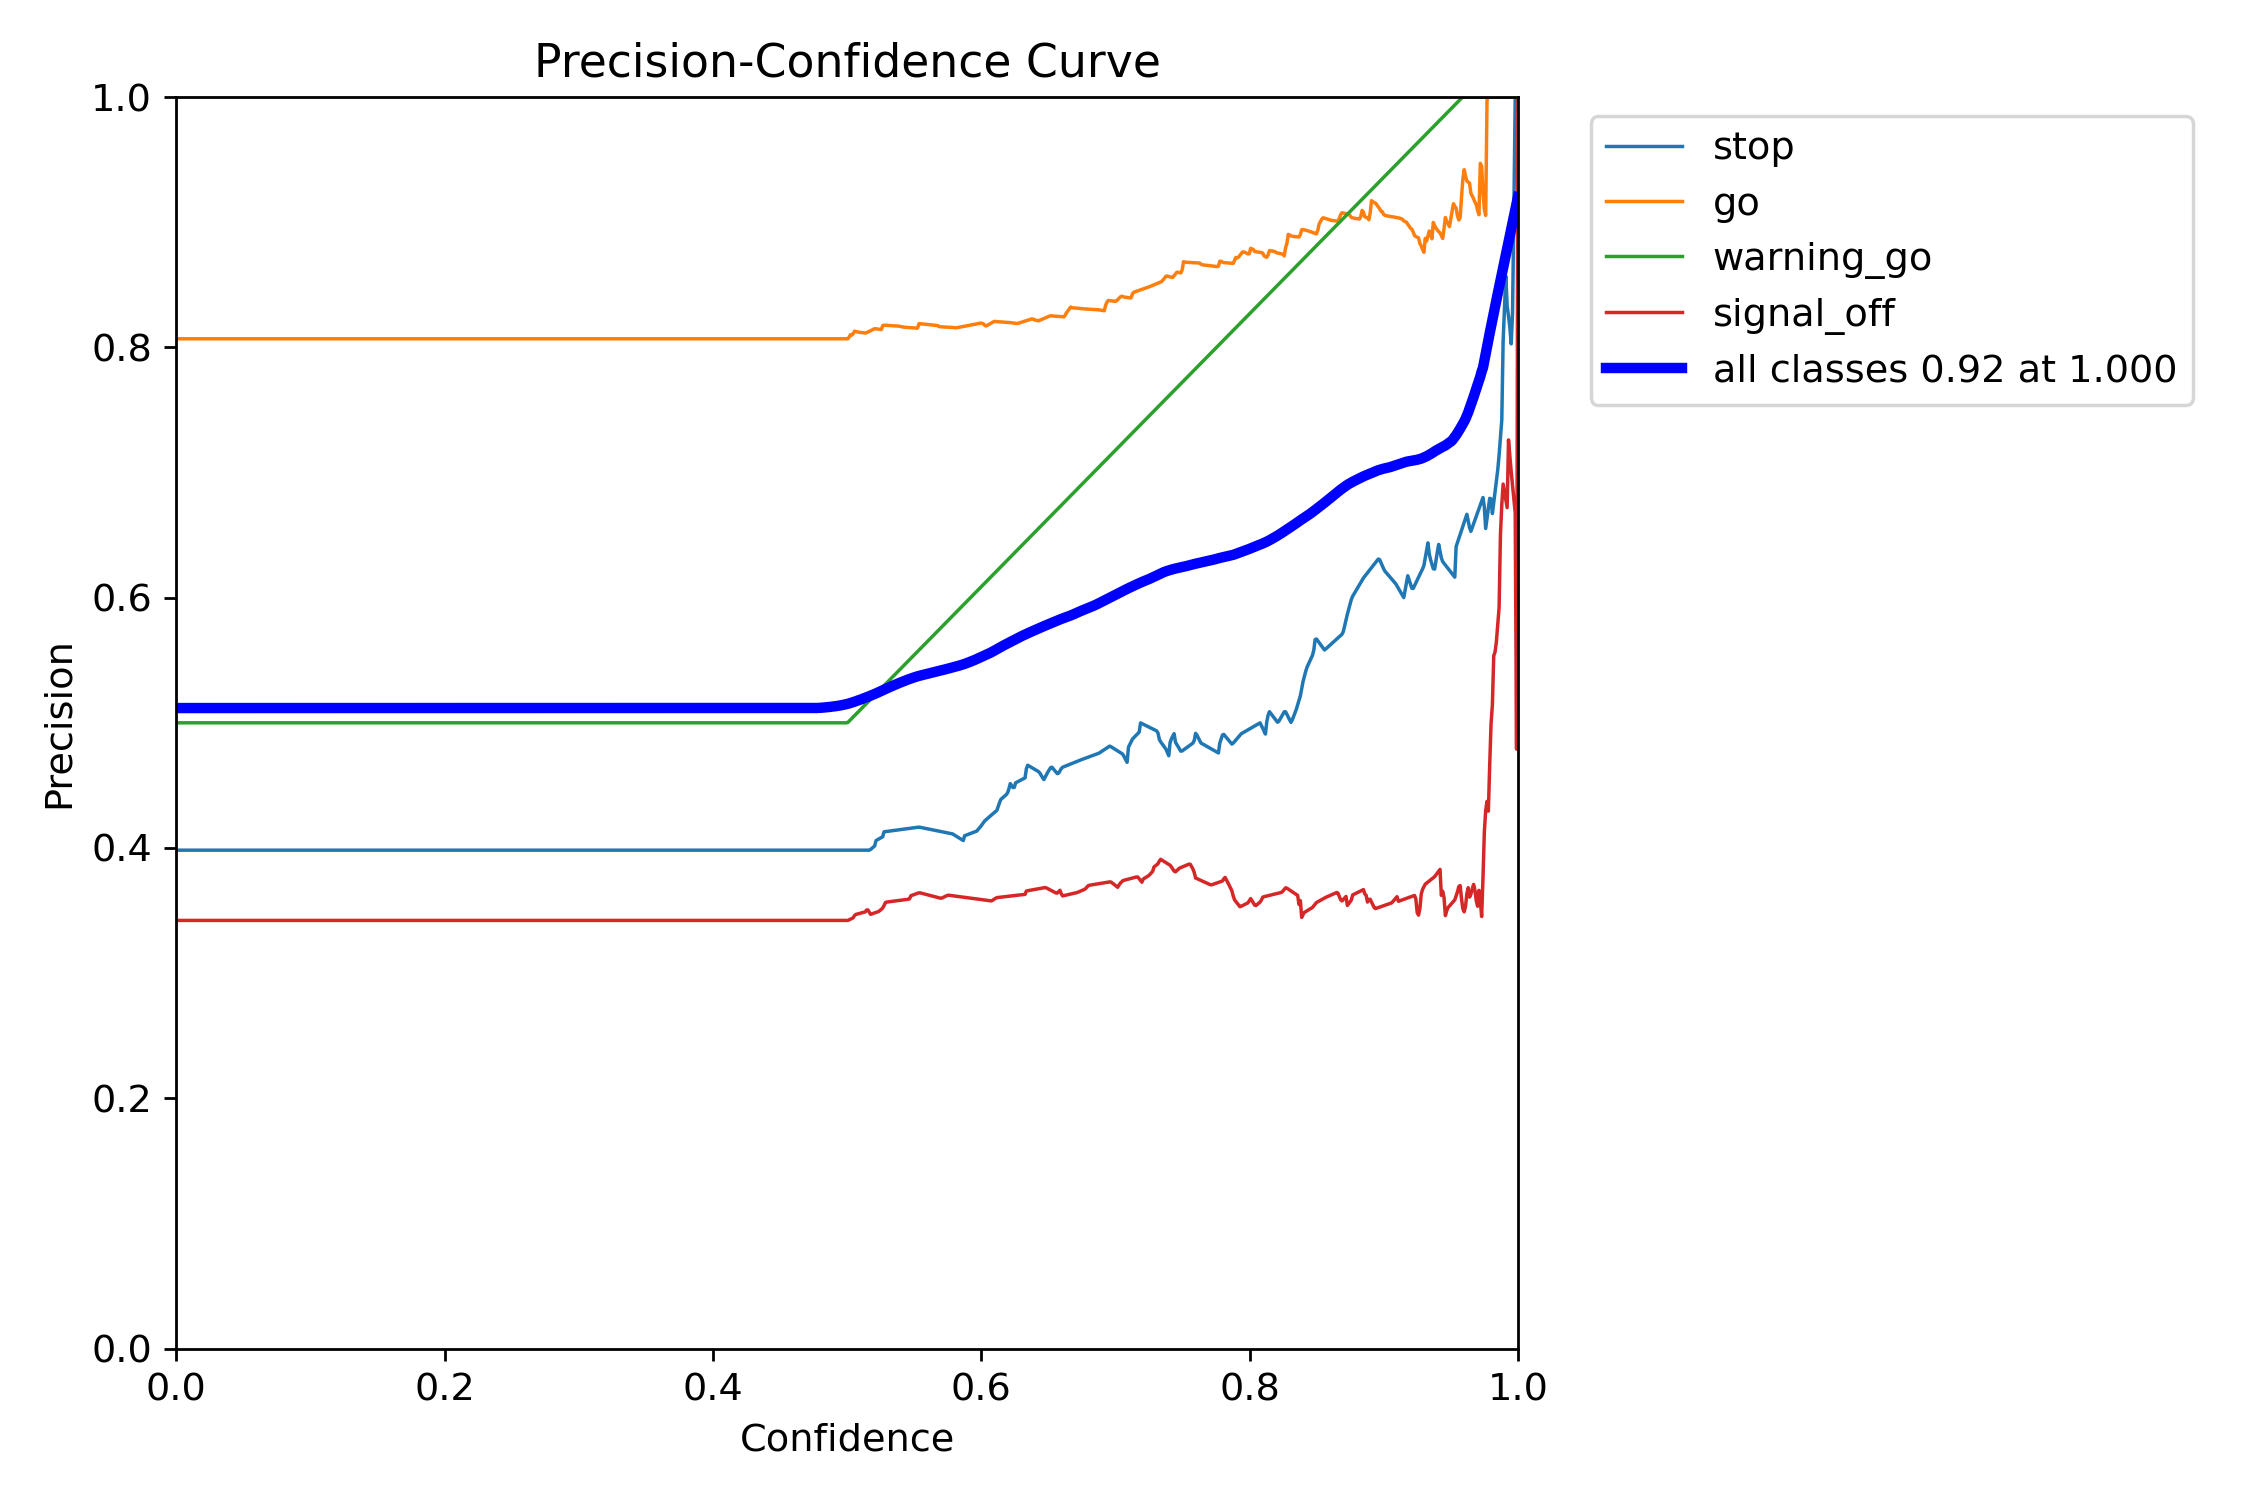 Precision-Confidence Curve
1.0
0.8
0.6
0.4
0.2
0.0
Precision
0.0 0.2 0.4 0.6 0.8 1.0
Confidence
stop
go
warning_go
signal_off
all classes 0.92 at 1.000